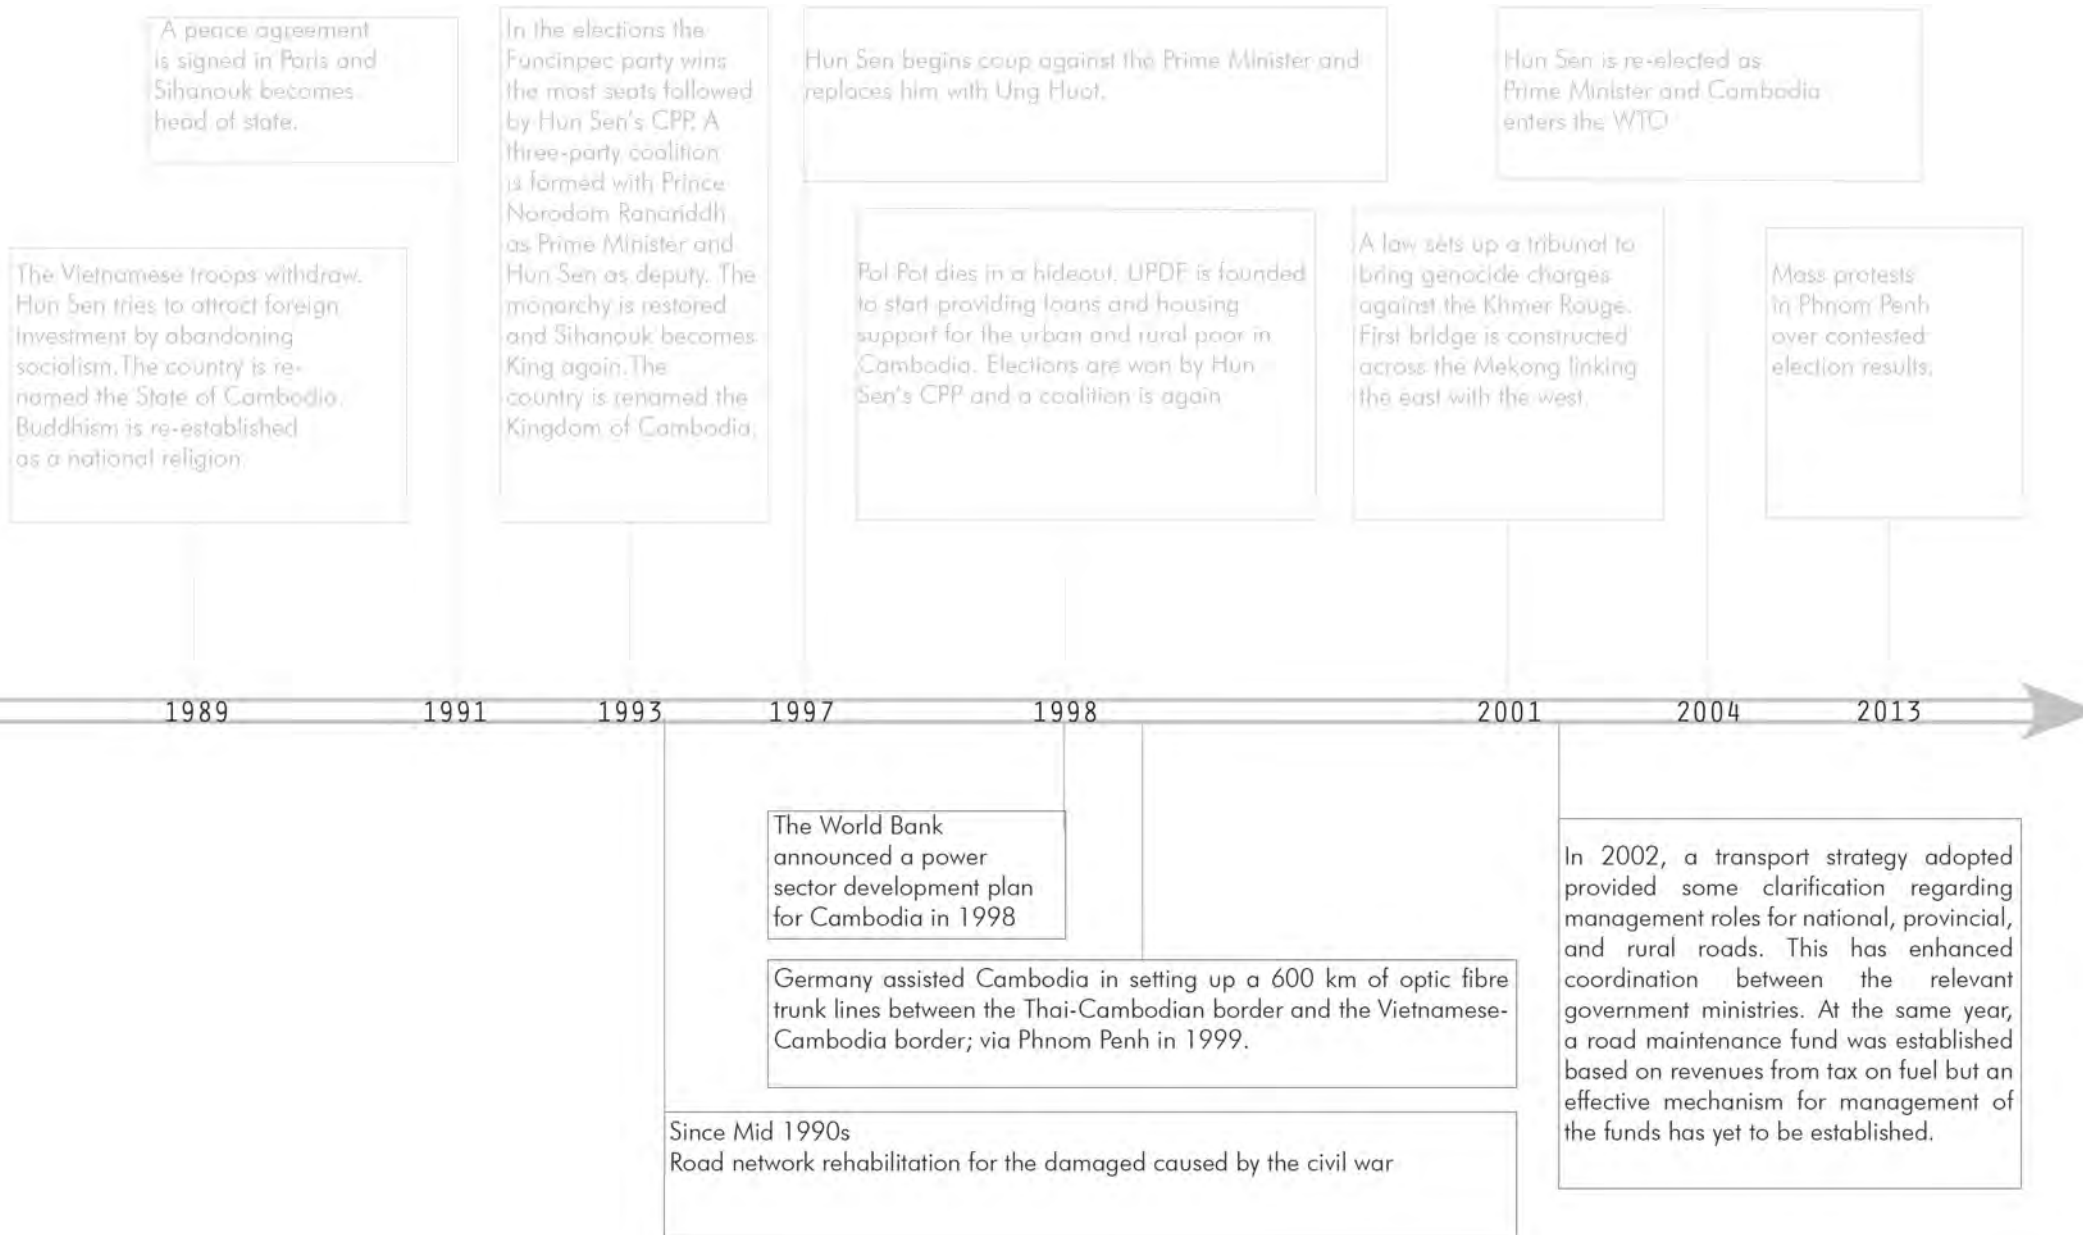 A peace agreement
is signed in Paris and
Sihanouk becomes
head of state.
In the elections the
Funcinpec party wins
the most seats followed
by Hun Sen's CPP. A
three-party coalition
is formed with Prince
Norodom Ranariddh
as Prime Minister and
Hun Sen as deputy. The
monarchy is restored
and Sihanouk becomes
King again. The
country is renamed the
Kingdom of Cambodia.
Hun Sen begins coup against the Prime Minister and
replaces him with Ung Huot.
Hun Sen is re-elected as
Prime Minister and Cambodia
enters the WTO
The Vietnamese troops withdraw.
Hun Sen tries to attract foreign
investment by abandoning
socialism. The country is re-
named the State of Cambodia.
Buddhism is re-established
as a national religion
Pol Pot dies in a hideout. UPDF is founded
to start providing loans and housing
support for the urban and rural poor in
Cambodia. Elections are won by Hun
Sen's CPP and a coalition is again
A law sets up a tribunal to
bring genocide charges
against the Khmer Rouge.
First bridge is constructed
across the Mekong linking
the east with the west.
Mass protests
in Phnom Penh
over contested
election results.
1989 1991 1993 1997 1998 2001 2004 2013
The World Bank
announced a power
sector development plan
for Cambodia in 1998
Germany assisted Cambodia in setting up a 600 km of optic fibre
trunk lines between the Thai-Cambodian border and the Vietnamese-
Cambodia border; via Phnom Penh in 1999.
Since Mid 1990s
Road network rehabilitation for the damaged caused by the civil war
In 2002, a transport strategy adopted
provided some clarification regarding
management roles for national, provincial,
and rural roads. This has enhanced
coordination between the relevant
government ministries. At the same year,
a road maintenance fund was established
based on revenues from tax on fuel but an
effective mechanism for management of
the funds has yet to be established.